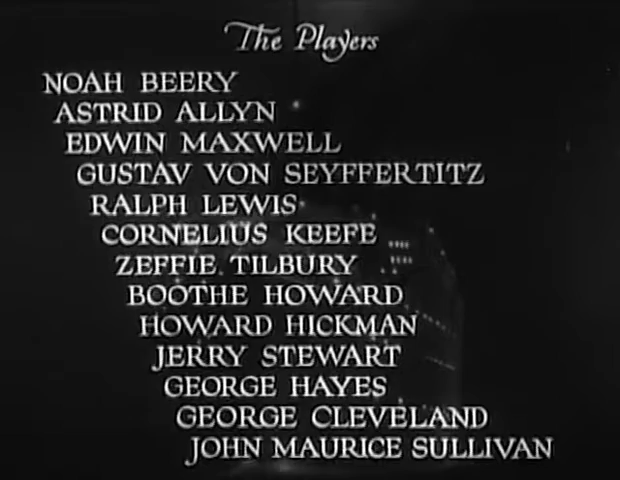 The Players
NOAH BEERY
ASTRID ALLYN
EDWIN MAXWELL
GUSTAV VON SEYFFERTITZ
RALPH LEWIS
CORNELIUS KEEFE
ZEFFIE TILBURY
BOOTHE HOWARD
HOWARD HICKMAN
JERRY STEWART
GEORGE HAYES
GEORGE CLEVELAND
JOHN MAURICE SULLIVAN